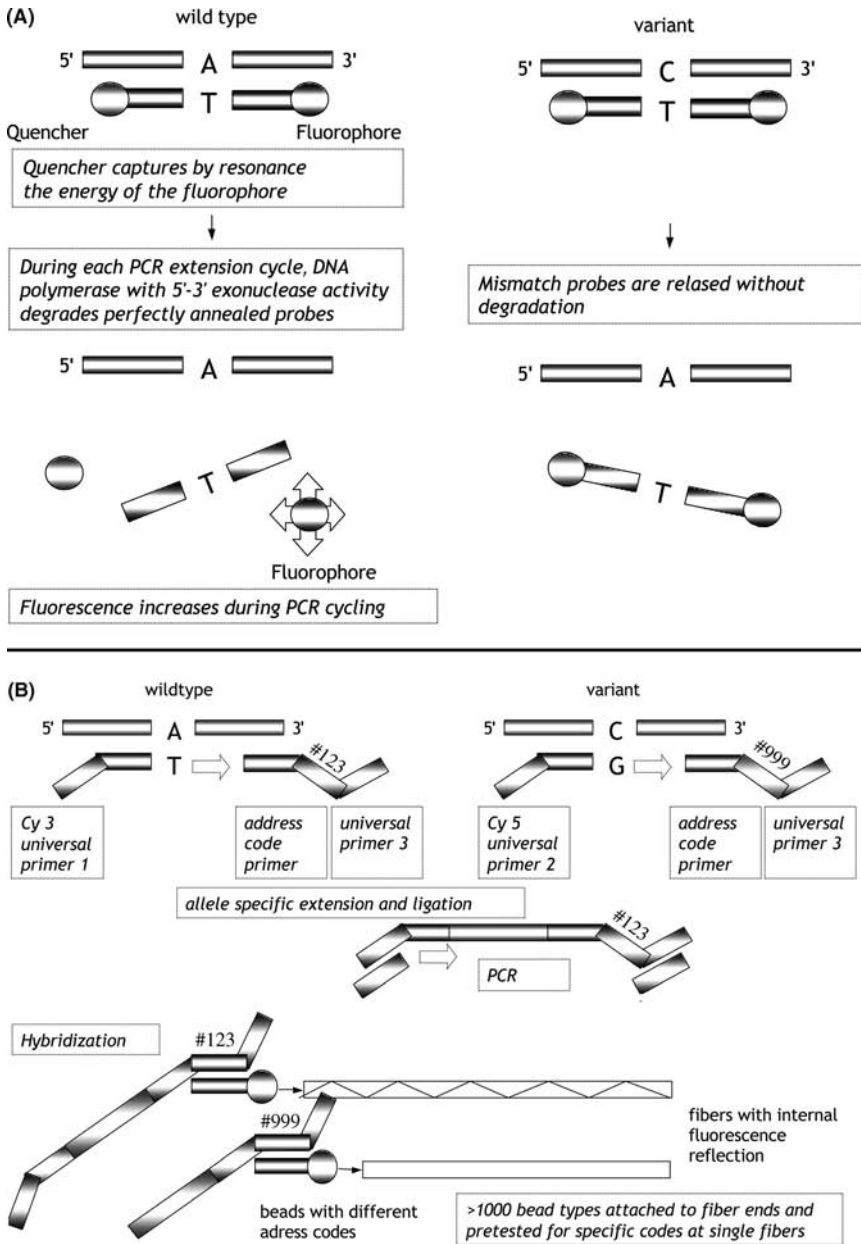 (A)
wild type
5' A 3'
T
Quencher Fluorophore
Quencher captures by resonance
the energy of the fluorophore
During each PCR extension cycle, DNA
polymerase with 5'-3' exonuclease activity
degrades perfectly annealed probes
5' A
T
Fluorophore
Fluorescence increases during PCR cycling
variant
5' C 3'
T
Mismatch probes are relased without
degradation
5' A
T
(B)
wildtype
5' A 3'
T #123
Cy 3
universal
primer 1
address
code
primer
universal
primer 3
variant
5' C 3'
G #999
Cy 5
universal
primer 2
address
code
primer
universal
primer 3
allele specific extension and ligation
#123
PCR
Hybridization
#123
#999
fibers with internal
fluorescence
reflection
beads with different
adress codes
>1000 bead types attached to fiber ends and
pretested for specific codes at single fibers